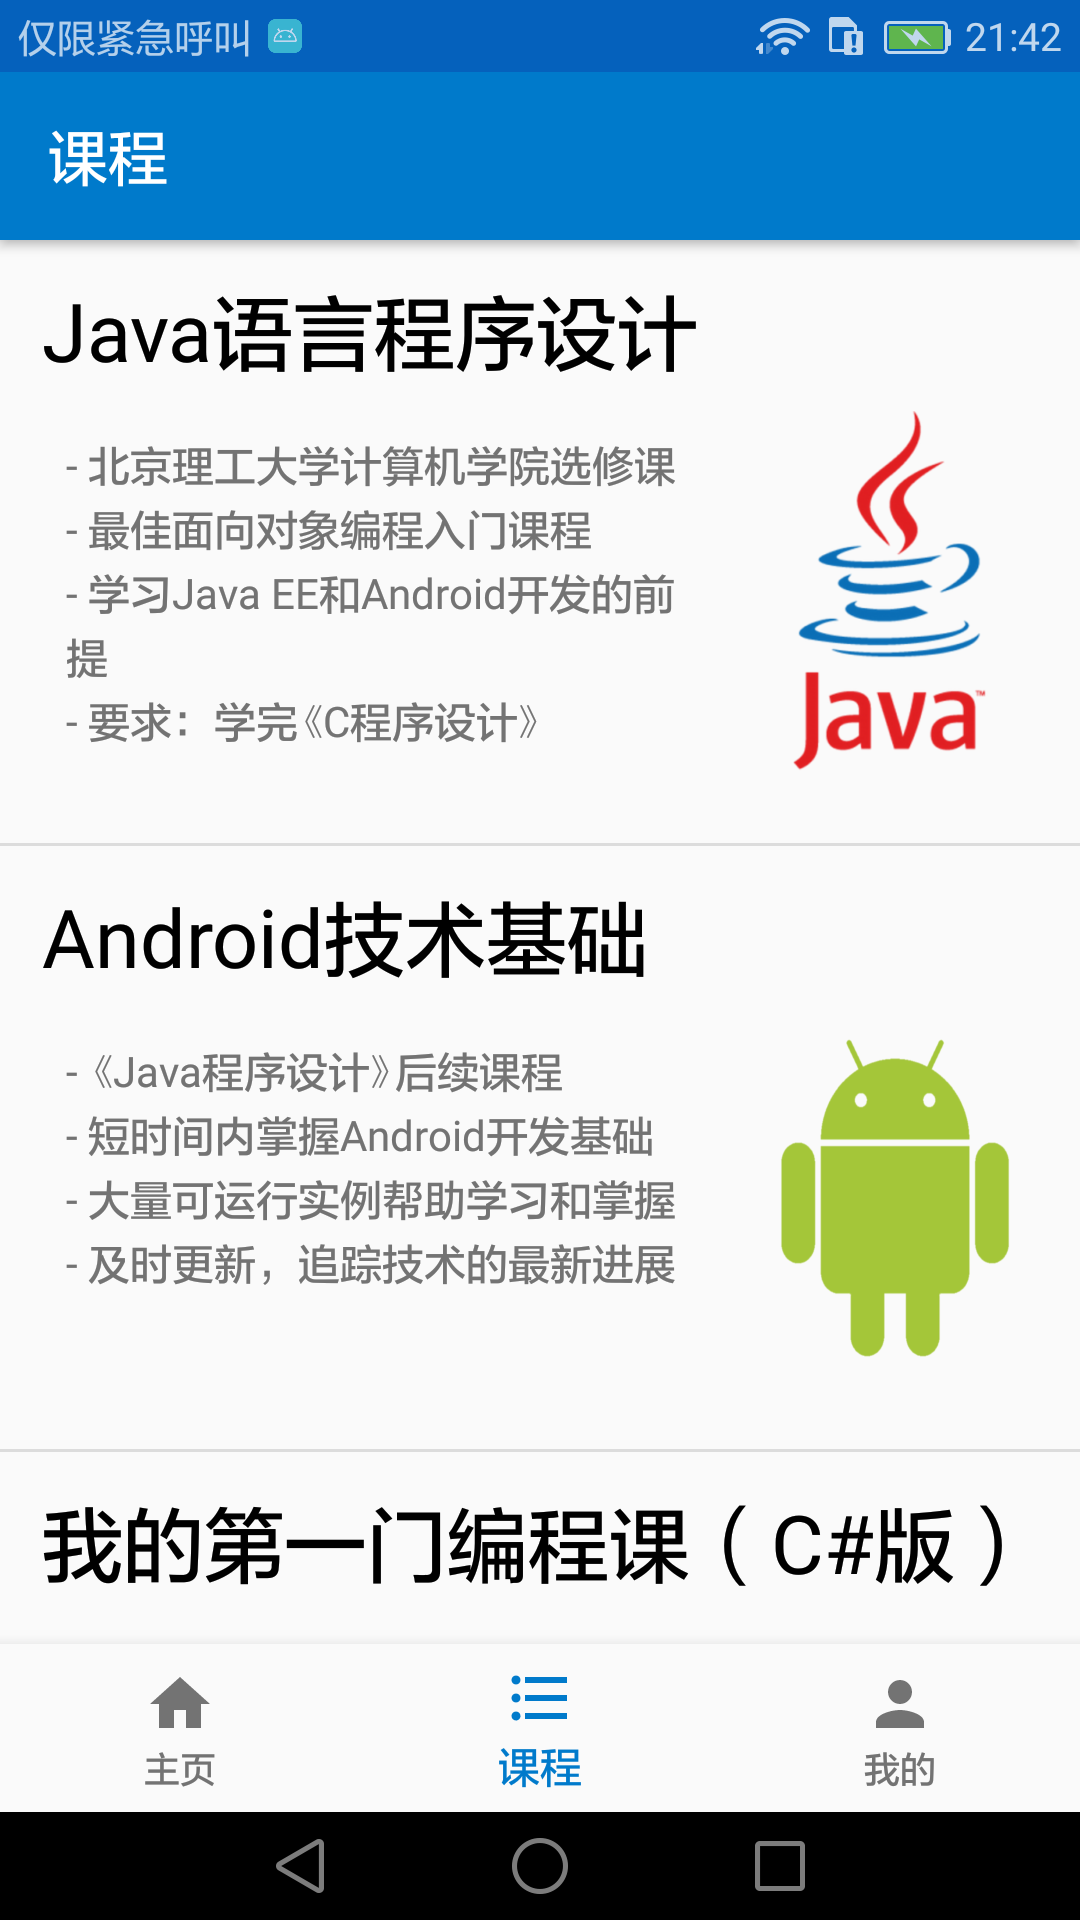 仅限紧急呼叫 21:42
课程
Java语言程序设计
- 北京理工大学计算机学院选修课
- 最佳面向对象编程入门课程
- 学习Java EE和Android开发的前
提
- 要求：学完《C程序设计》
Java™
Android技术基础
- 《Java程序设计》后续课程
- 短时间内掌握Android开发基础
- 大量可运行实例帮助学习和掌握
- 及时更新，追踪技术的最新进展
我的第一门编程课（C#版）
主页 课程 我的